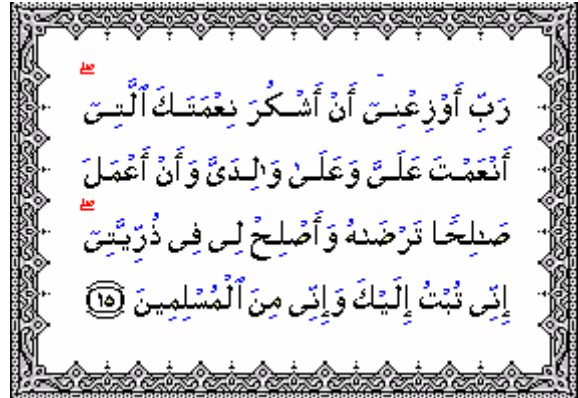 رَبِّ أَوْزِعْنِىٓ أَنْ أَشْكُرَ نِعْمَتَكَ ٱلَّتِىٓ
أَنْعَمْتَ عَلَىَّ وَعَلَىٰ وَٰلِدَىَّ وَأَنْ أَعْمَلَ
صَـٰلِحًا تَرْضَىٰهُ وَأَصْلِحْ لِى فِى ذُرِّيَّتِىٓ
إِنِّى تُبْتُ إِلَيْكَ وَإِنِّى مِنَ ٱلْمُسْلِمِينَ ١٥